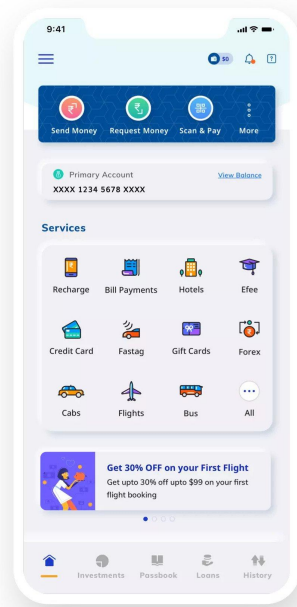 9:41
$0
?
Send Money Request Money Scan & Pay More
Primary Account View Balance
XXXX 1234 5678 XXXX
Services
Recharge Bill Payments Hotels Efee
Credit Card Fastag Gift Cards Forex
Cabs Flights Bus All
Get 30% OFF on your First Flight
Get upto 30% off upto $99 on your first
flight booking
Investments Passbook Loans History